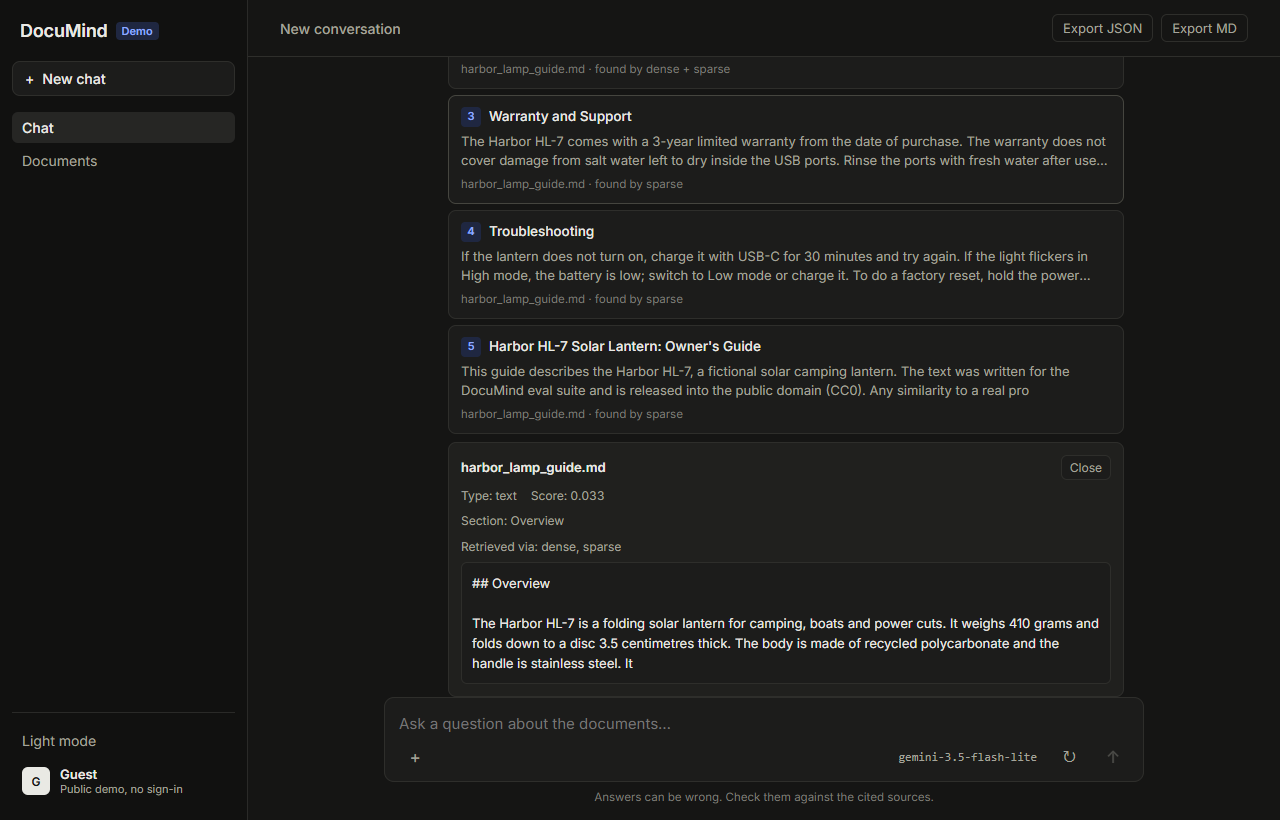 DocuMind Demo
+ New chat
Chat
Documents
Light mode
G
Guest
Public demo, no sign-in
New conversation
Export JSON
Export MD
harbor_lamp_guide.md · found by dense + sparse
3 Warranty and Support
The Harbor HL-7 comes with a 3-year limited warranty from the date of purchase. The warranty does not
cover damage from salt water left to dry inside the USB ports. Rinse the ports with fresh water after use...
harbor_lamp_guide.md · found by sparse
4 Troubleshooting
If the lantern does not turn on, charge it with USB-C for 30 minutes and try again. If the light flickers in
High mode, the battery is low; switch to Low mode or charge it. To do a factory reset, hold the power...
harbor_lamp_guide.md · found by sparse
5 Harbor HL-7 Solar Lantern: Owner's Guide
This guide describes the Harbor HL-7, a fictional solar camping lantern. The text was written for the
DocuMind eval suite and is released into the public domain (CC0). Any similarity to a real pro
harbor_lamp_guide.md · found by sparse
harbor_lamp_guide.md
Close
Type: text Score: 0.033
Section: Overview
Retrieved via: dense, sparse
## Overview
The Harbor HL-7 is a folding solar lantern for camping, boats and power cuts. It weighs 410 grams and
folds down to a disc 3.5 centimetres thick. The body is made of recycled polycarbonate and the
handle is stainless steel. It
Ask a question about the documents...
+
gemini-3.5-flash-lite ↻ ↑
Answers can be wrong. Check them against the cited sources.